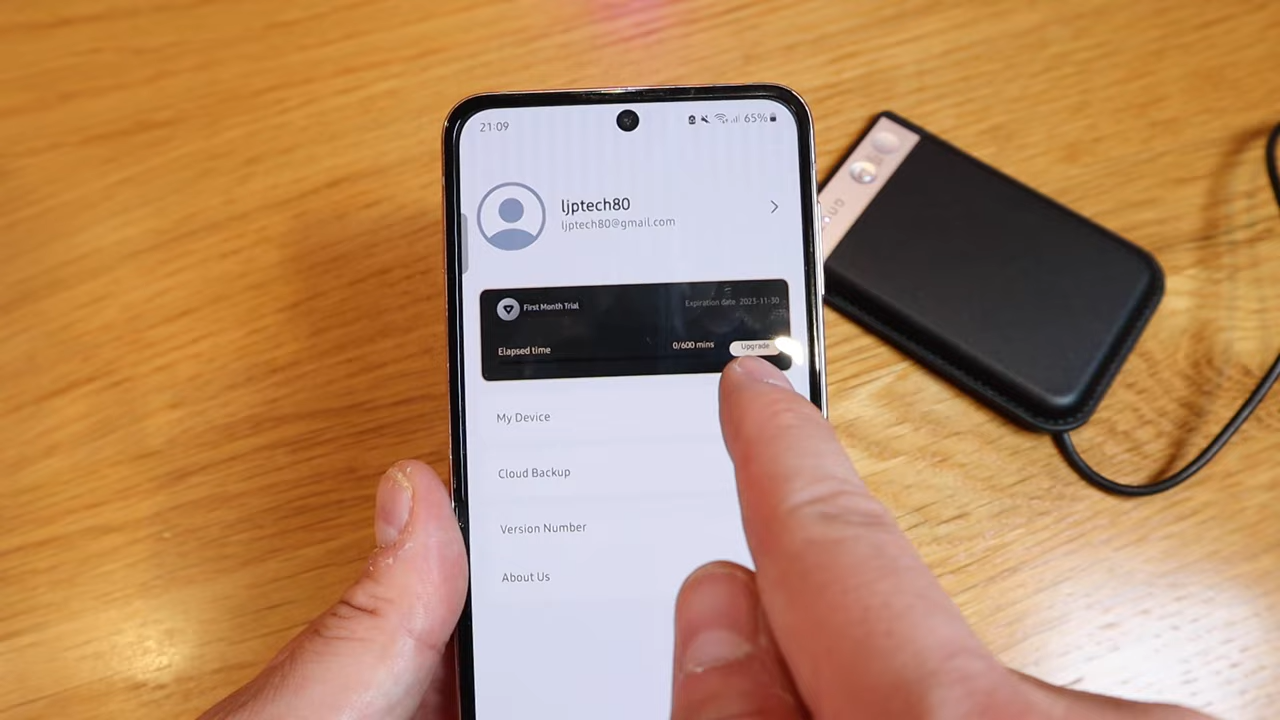 21:09 65%
ljptech80
ljptech80@gmail.com
First Month Trial Expiration date 2023-11-30
Elapsed time 0/600 mins Upgrade
My Device
Cloud Backup
Version Number
About Us